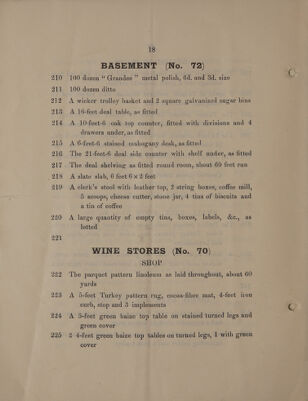 18
BASEMENT (No. 72)
210 100 dozen "Grandee" metal polish, 6d. and 3d. size
211 100 dozen ditto
212 A wicker trolley basket and 2 square galvanized sugar bins
213 A 16-feet deal table, as fitted
214 A 10-feet-6 oak top counter, fitted with divisions and 4
drawers under, as fitted
215 A 6-feet-6 stained mahogany desk, as fitted
216 The 21-feet-6 deal side counter with shelf under, as fitted
217 The deal shelving as fitted round room, about 60 feet run
218 A slate slab, 6 feet 6 × 2 feet
219 A clerk's stool with leather top, 2 string boxes, coffee mill,
5 scoops, cheese cutter, stone jar, 4 tins of biscuits and
a tin of coffee
220 A large quantity of empty tins, boxes, labels, &c., as
lotted
221
WINE STORES (No. 70)
SHOP
222 The parquet pattern linoleum as laid throughout, about 60
yards
223 A 5-feet Turkey pattern rug, cocoa-fibre mat, 4-feet iron
curb, stop and 3 implements
224 A 3-feet green baize top table on stained turned legs and
green cover
225 2 4-feet green baize top tables on turned legs, 1 with green
cover